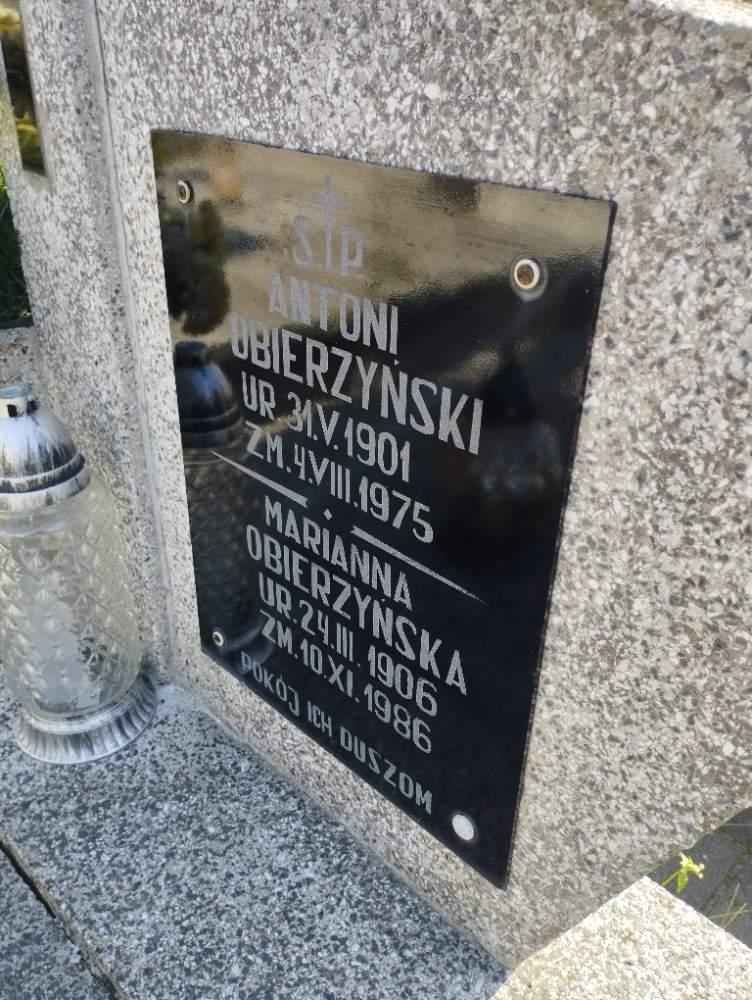 S P
ANTONI
OBIERZYŃSKI
UR. 31.V.1901
ZM. 4.VIII.1975
MARIANNA
OBIERZYŃSKA
UR. 24.III.1906
ZM. 10.XI.1986
POKÓJ ICH DUSZOM